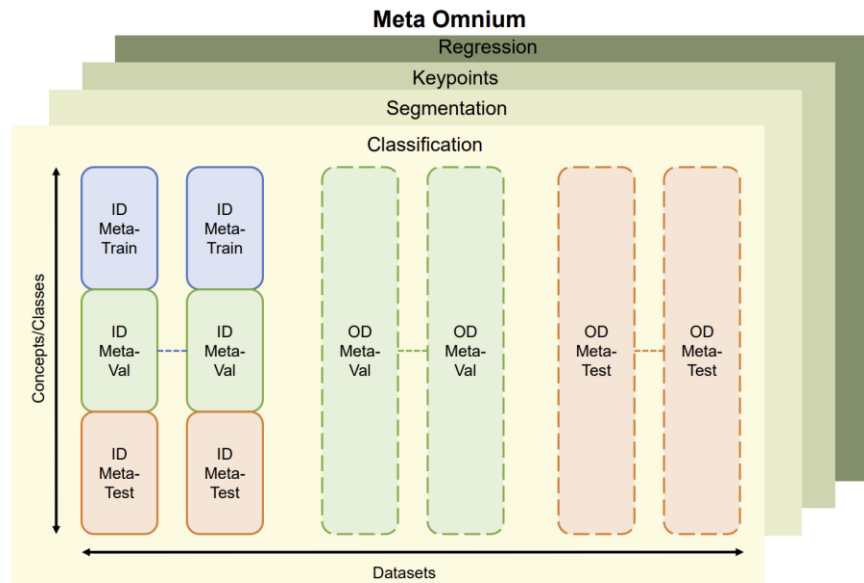 Meta Omnium
Regression
Keypoints
Segmentation
Classification
Concepts/Classes
ID
Meta-
Train
ID
Meta-
Train
ID
Meta-
Val
ID
Meta-
Val
ID
Meta-
Test
ID
Meta-
Test
OD
Meta-
Val
OD
Meta-
Val
OD
Meta-
Test
OD
Meta-
Test
Datasets